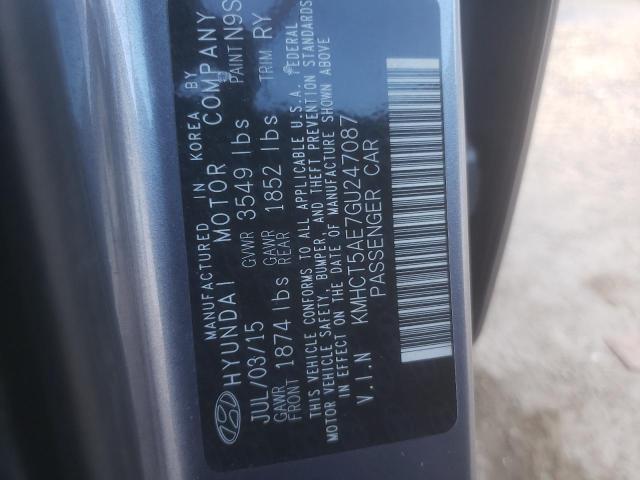 MANUFACTURED IN KOREA BY
HYUNDAI MOTOR COMPANY
JUL/03/15 GVWR 3549 lbs PAINT N9S
GAWR FRONT 1874 lbs GAWR REAR 1852 lbs TRIM RY
THIS VEHICLE CONFORMS TO ALL APPLICABLE U.S.A. FEDERAL
MOTOR VEHICLE SAFETY, BUMPER, AND THEFT PREVENTION STANDARDS
IN EFFECT ON THE DATE OF MANUFACTURE SHOWN ABOVE
V.I.N KMHCT5AE7GU247087
PASSENGER CAR